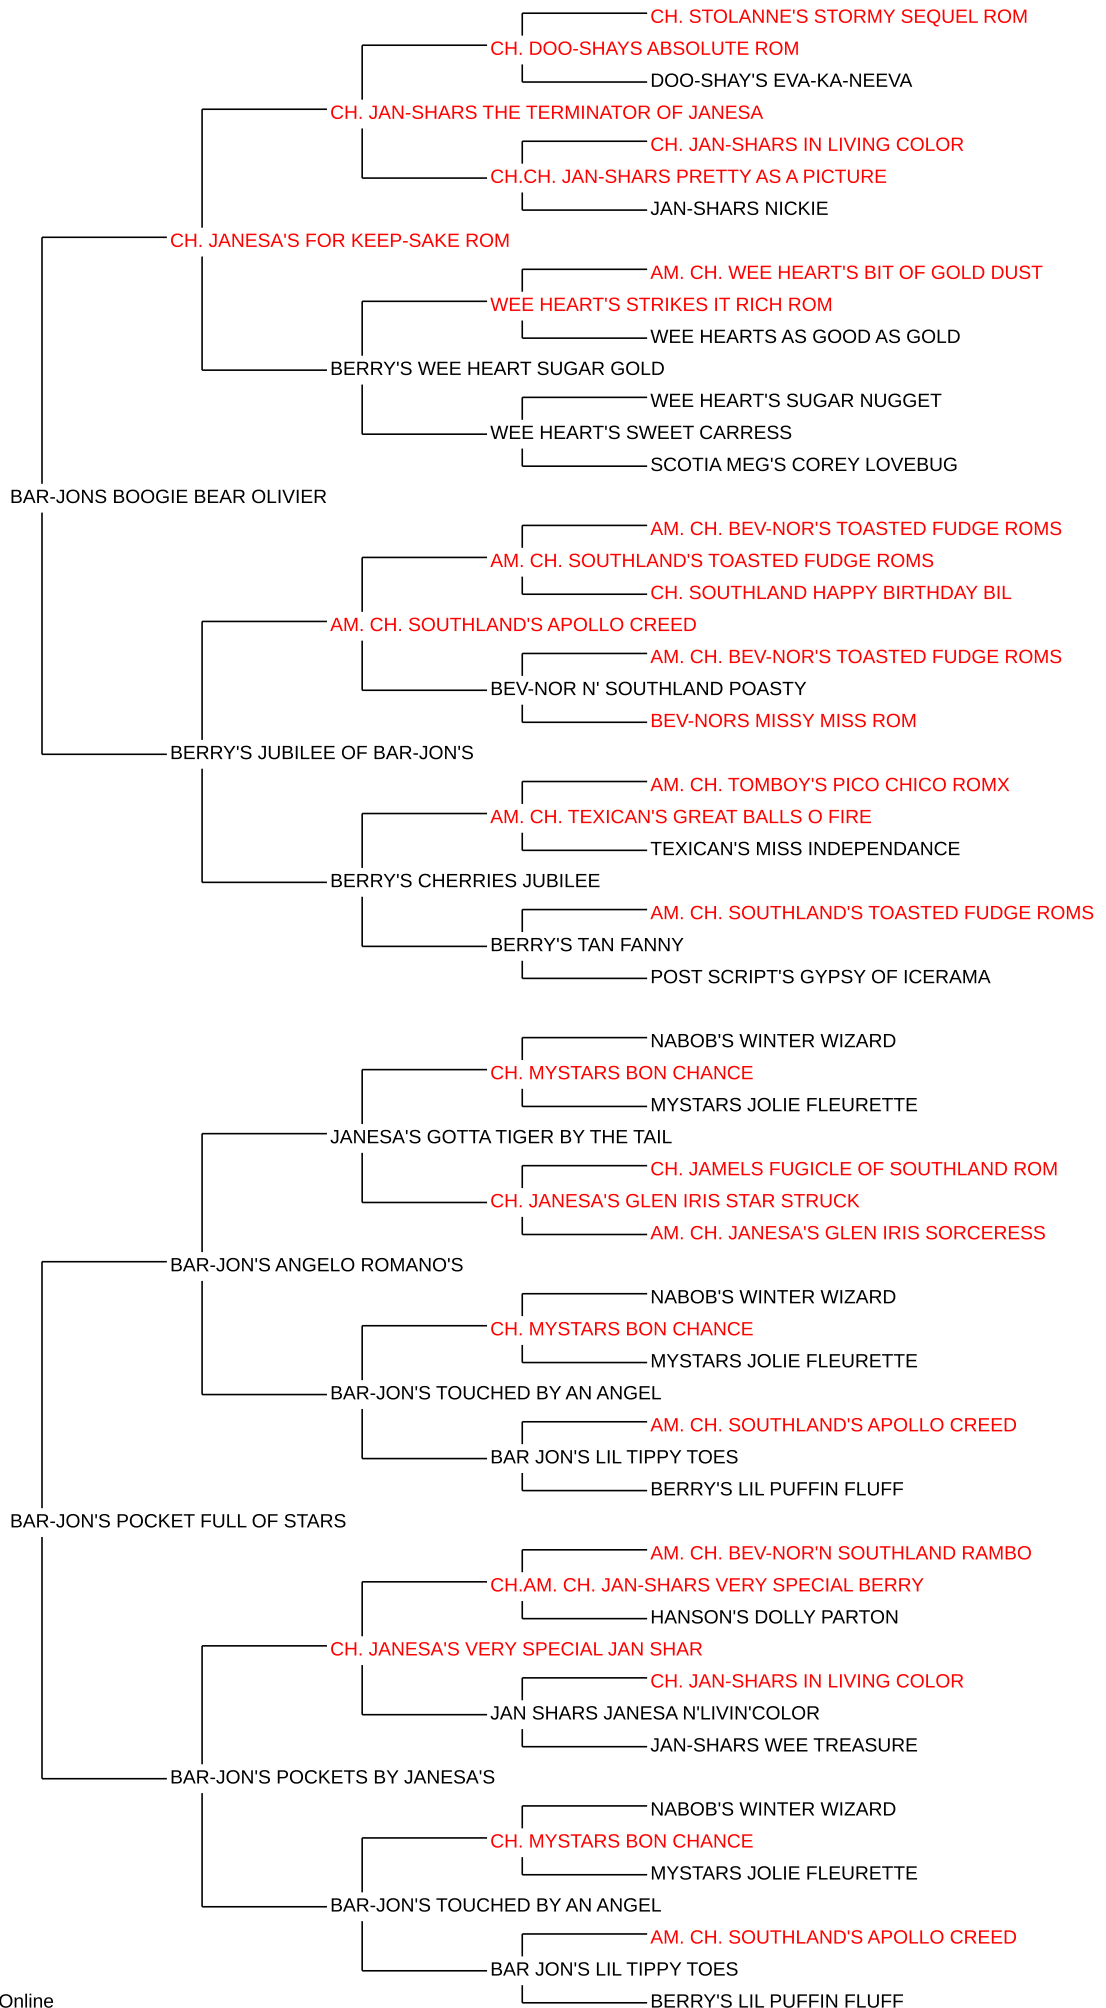 CH. STOLANNE'S STORMY SEQUEL ROM
CH. DOO-SHAYS ABSOLUTE ROM
DOO-SHAY'S EVA-KA-NEEVA
CH. JAN-SHARS THE TERMINATOR OF JANESA
CH. JAN-SHARS IN LIVING COLOR
CH.CH. JAN-SHARS PRETTY AS A PICTURE
JAN-SHARS NICKIE
CH. JANESA'S FOR KEEP-SAKE ROM
AM. CH. WEE HEART'S BIT OF GOLD DUST
WEE HEART'S STRIKES IT RICH ROM
WEE HEARTS AS GOOD AS GOLD
BERRY'S WEE HEART SUGAR GOLD
WEE HEART'S SUGAR NUGGET
WEE HEART'S SWEET CARRESS
SCOTIA MEG'S COREY LOVEBUG
BAR-JONS BOOGIE BEAR OLIVIER
AM. CH. BEV-NOR'S TOASTED FUDGE ROMS
AM. CH. SOUTHLAND'S TOASTED FUDGE ROMS
CH. SOUTHLAND HAPPY BIRTHDAY BIL
AM. CH. SOUTHLAND'S APOLLO CREED
AM. CH. BEV-NOR'S TOASTED FUDGE ROMS
BEV-NOR N' SOUTHLAND POASTY
BEV-NORS MISSY MISS ROM
BERRY'S JUBILEE OF BAR-JON'S
AM. CH. TOMBOY'S PICO CHICO ROMX
AM. CH. TEXICAN'S GREAT BALLS O FIRE
TEXICAN'S MISS INDEPENDANCE
BERRY'S CHERRIES JUBILEE
AM. CH. SOUTHLAND'S TOASTED FUDGE ROMS
BERRY'S TAN FANNY
POST SCRIPT'S GYPSY OF ICERAMA
NABOB'S WINTER WIZARD
CH. MYSTARS BON CHANCE
MYSTARS JOLIE FLEURETTE
JANESA'S GOTTA TIGER BY THE TAIL
CH. JAMELS FUGICLE OF SOUTHLAND ROM
CH. JANESA'S GLEN IRIS STAR STRUCK
AM. CH. JANESA'S GLEN IRIS SORCERESS
BAR-JON'S ANGELO ROMANO'S
NABOB'S WINTER WIZARD
CH. MYSTARS BON CHANCE
MYSTARS JOLIE FLEURETTE
BAR-JON'S TOUCHED BY AN ANGEL
AM. CH. SOUTHLAND'S APOLLO CREED
BAR JON'S LIL TIPPY TOES
BERRY'S LIL PUFFIN FLUFF
BAR-JON'S POCKET FULL OF STARS
AM. CH. BEV-NOR'N SOUTHLAND RAMBO
CH.AM. CH. JAN-SHARS VERY SPECIAL BERRY
HANSON'S DOLLY PARTON
CH. JANESA'S VERY SPECIAL JAN SHAR
CH. JAN-SHARS IN LIVING COLOR
JAN SHARS JANESA N'LIVIN'COLOR
JAN-SHARS WEE TREASURE
BAR-JON'S POCKETS BY JANESA'S
NABOB'S WINTER WIZARD
CH. MYSTARS BON CHANCE
MYSTARS JOLIE FLEURETTE
BAR-JON'S TOUCHED BY AN ANGEL
AM. CH. SOUTHLAND'S APOLLO CREED
BAR JON'S LIL TIPPY TOES
Online
BERRY'S LIL PUFFIN FLUFF